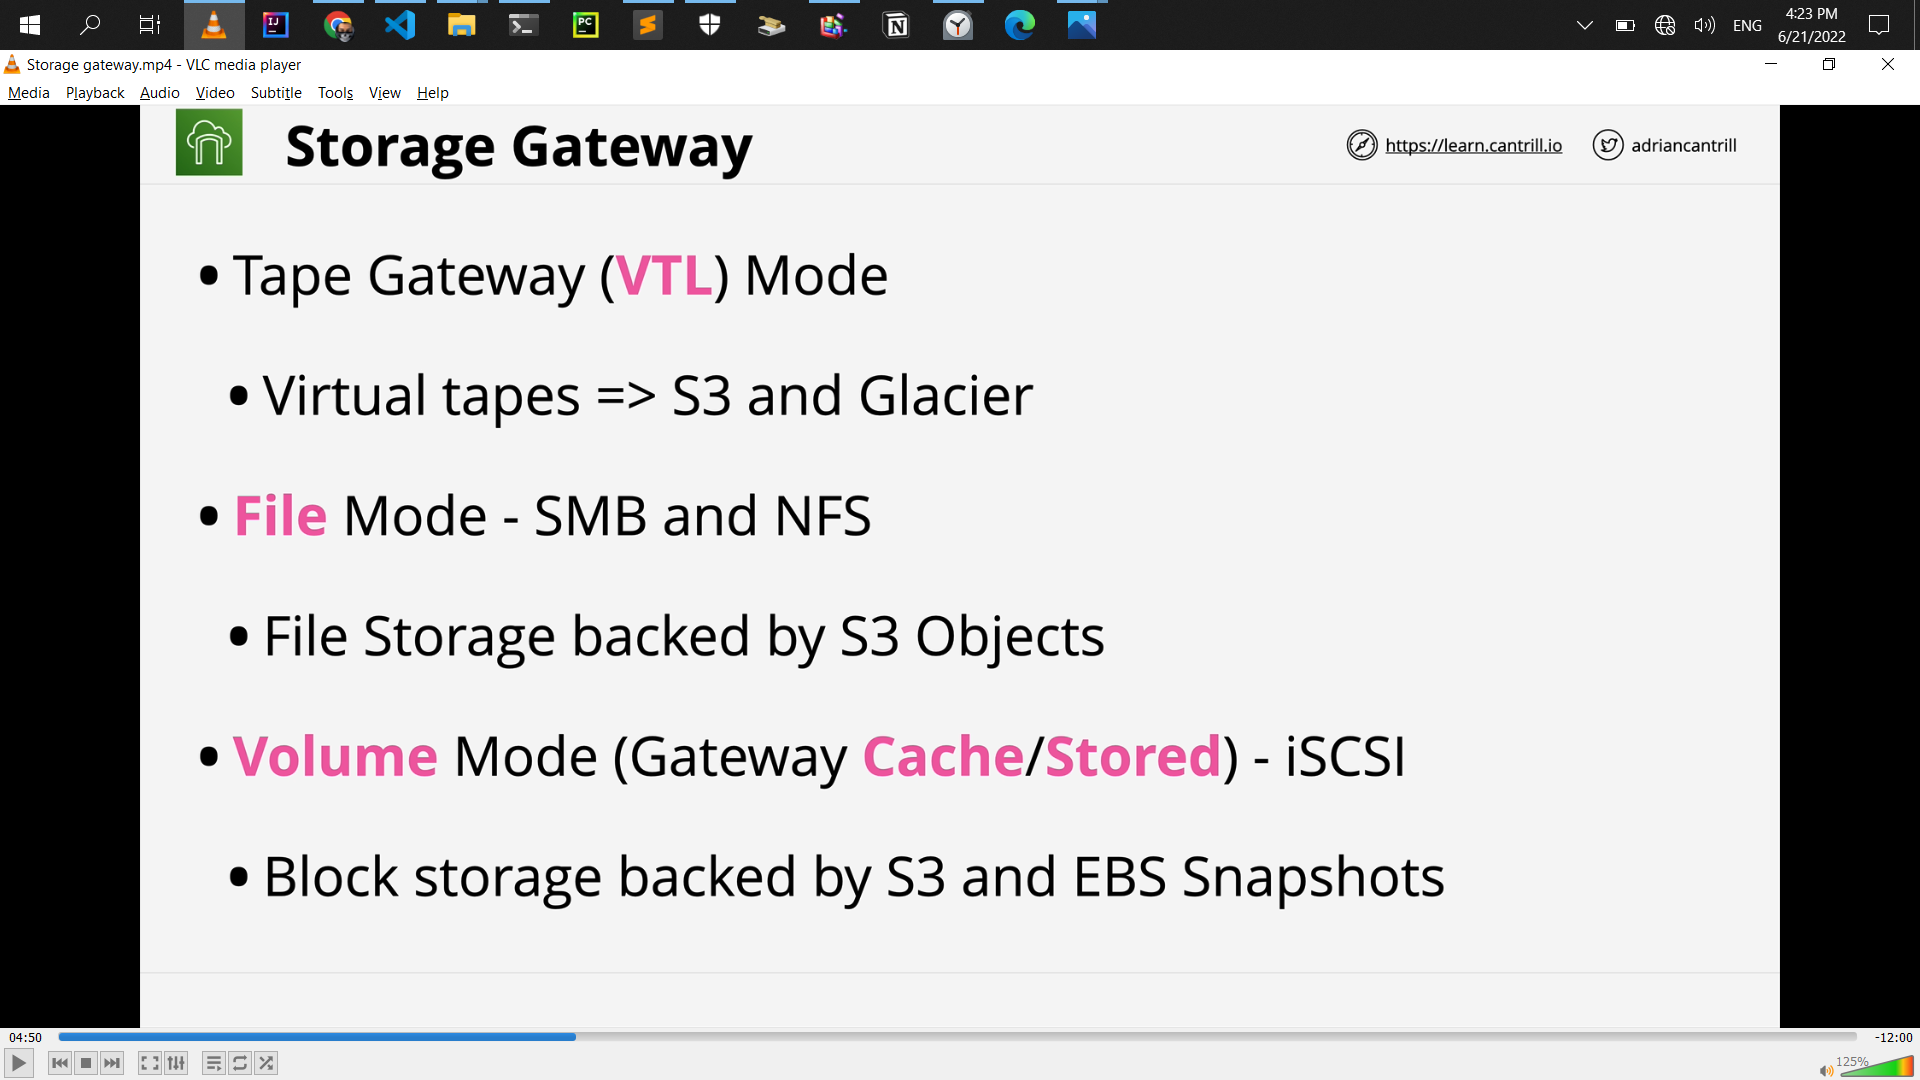 4:23 PM
ENG
6/21/2022
Storage gateway.mp4 - VLC media player
Media Playback Audio Video Subtitle Tools View Help
Storage Gateway
https://learn.cantrill.io
adriancantrill
• Tape Gateway (VTL) Mode
• Virtual tapes => S3 and Glacier
• File Mode - SMB and NFS
• File Storage backed by S3 Objects
• Volume Mode (Gateway Cache/Stored) - iSCSI
• Block storage backed by S3 and EBS Snapshots
04:50
-12:00
125%